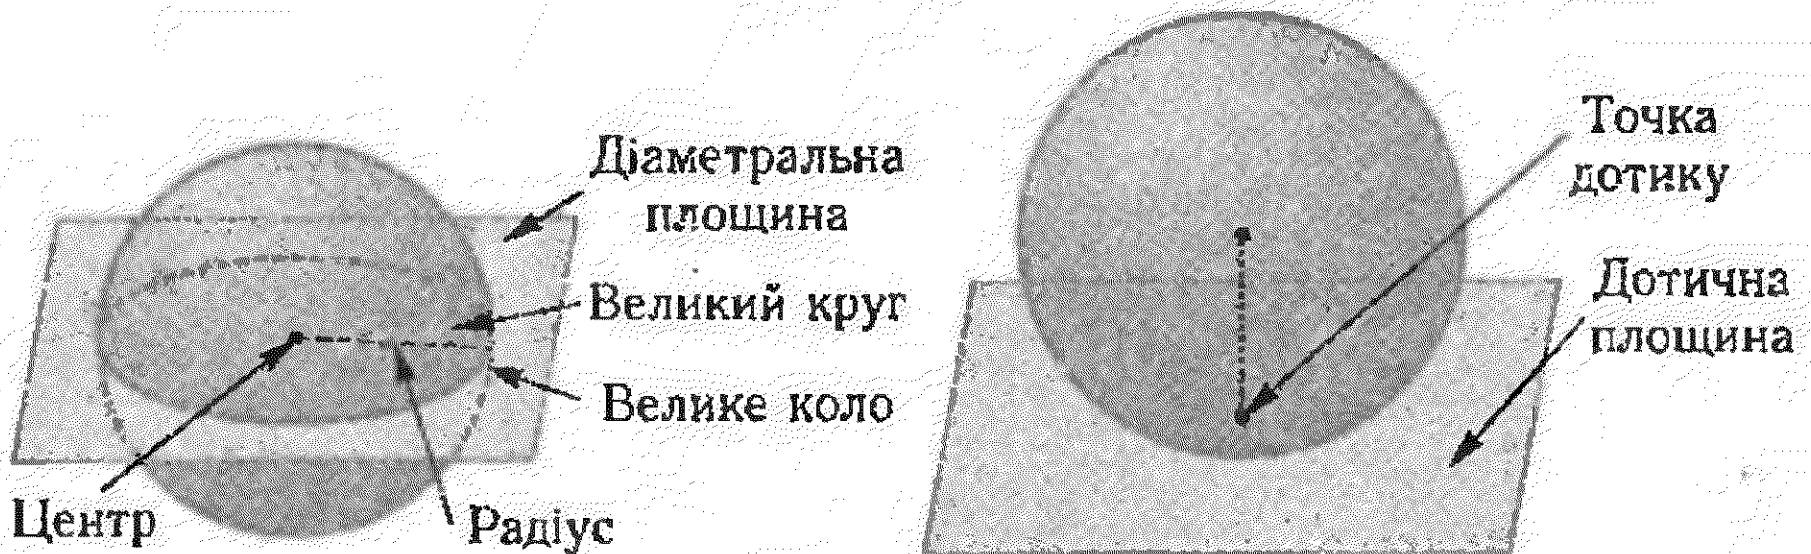 Діаметральна
площина
Великий круг
Велике коло
Центр
Радіус
Точка
дотику
Дотична
площина